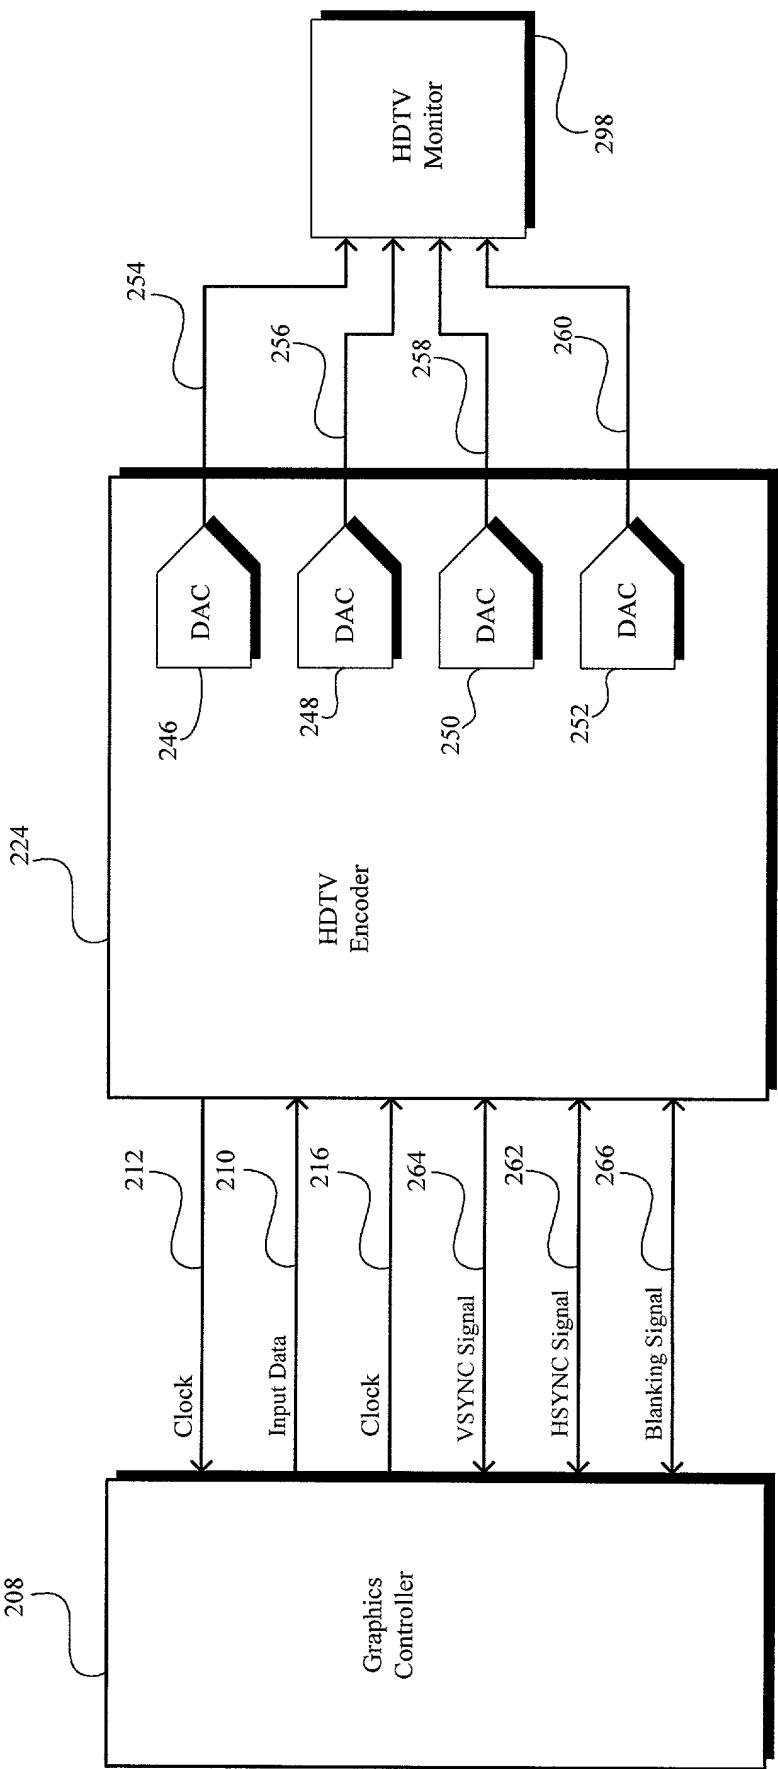 208
Graphics
Controller
Clock
212
Input Data
210
Clock
216
VSYNC Signal
264
HSYNC Signal
262
Blanking Signal
266
224
HDTV
Encoder
246
DAC
248
DAC
250
DAC
252
DAC
254
256
258
260
HDTV
Monitor
298